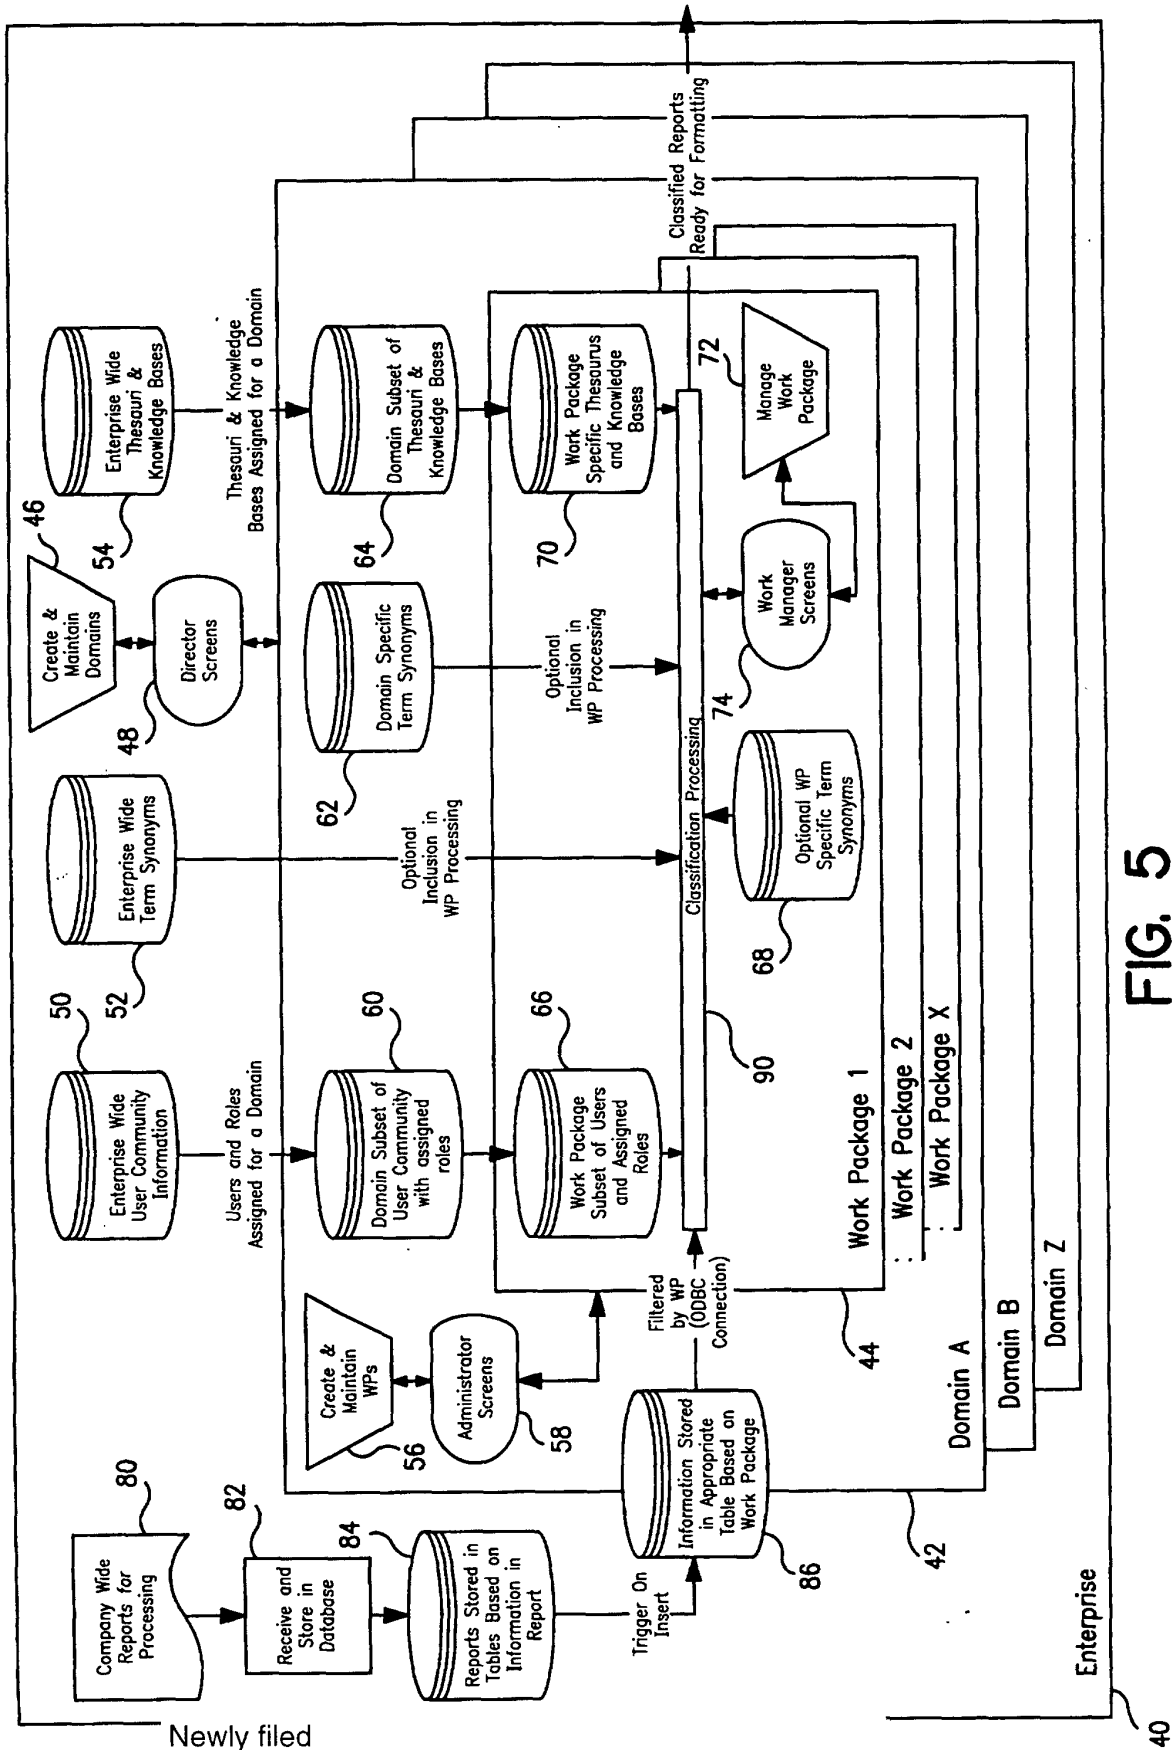 80
Company Wide
Reports for
Processing
82
Receive and
Store in
Database
84
Reports Stored in
Tables Based on
Information in
Report
Trigger On
Insert
86
Information Stored
in Appropriate
Table Based on
Work Package
Filtered
by WP
(ODBC
Connection)
50
Enterprise Wide
User Community
Information
52
Enterprise Wide
Term Synonyms
46
Create &
Maintain
Domains
48
Director
Screens
54
Enterprise Wide
Thesauri &
Knowledge Bases
Users and Roles
Assigned for a Domain
Thesauri & Knowledge
Bases Assigned for a Domain
56
Create &
Maintain
WPs
58
Administrator
Screens
60
Domain Subset of
User Community
with assigned
roles
62
Domain Specific
Term Synonyms
64
Domain Subset of
Thesauri &
Knowledge Bases
Optional
Inclusion in
WP Processing
Optional
Inclusion in
WP Processing
66
Work Package
Subset of Users
and Assigned
Roles
70
Work Package
Specific Thesaurus
and Knowledge
Bases
Classification Processing
90
Classified Reports
Ready for Formatting
68
Optional WP
Specific Term
Synonyms
74
Work
Manager
Screens
72
Manage
Work
Package
Work Package 1
Work Package 2
Work Package X
44
Domain A
Domain B
Domain Z
42
Enterprise
40
FIG. 5
Newly filed